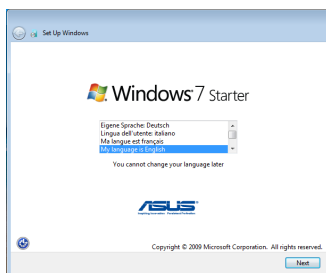 Set Up Windows
Windows 7 Starter
Eigene Sprache: Deutsch
Lingua dell'utente: italiano
Ma langue est français
My language is English
You cannot change your language later
ASUS
Copyright © 2009 Microsoft Corporation. All rights reserved.
Next